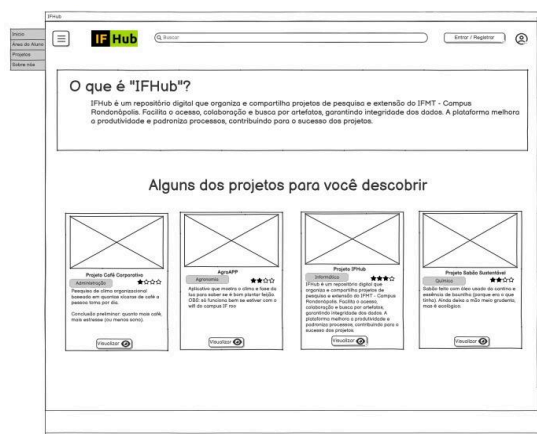 IFHub
Início
Área do Aluno
Projetos
Sobre nós
IF Hub
Buscar
Entrar / Registrar
O que é "IFHub"?
IFHub é um repositório digital que organiza e compartilha projetos de pesquisa e extensão do IFMT - Campus
Rondonópolis. Facilita o acesso, colaboração e busca por artefatos, garantindo integridade dos dados. A plataforma melhora
a produtividade e padroniza processos, contribuindo para o sucesso dos projetos.
Alguns dos projetos para você descobrir
Projeto Café Corporativo
Administração
Pesquisa de clima organizacional
baseado em quantas xícaras de café a
pessoa toma por dia.
Conclusão preliminar: quanto mais café,
mais estresse (ou menos sono).
Visualizar
AgroAPP
Agronomia
Aplicativo que mostra o clima e fase da
lua para saber se é bom plantar feijão
OBS: só funciona bem se estiver com o
wifi do campus IF
Visualizar
Projeto IFHub
Informática
IFHub é um repositório digital que
organiza e compartilha projetos de
pesquisa e extensão do IFMT - Campus
Rondonópolis. Facilita o acesso,
colaboração e busca por artefatos,
garantindo integridade dos dados. A
plataforma melhora a produtividade e
padroniza processos, contribuindo para o
sucesso dos projetos.
Visualizar
Projeto Sabão Sustentável
Química
Sabão feito com óleo usado da cantina e
essência de baunilha (porque era o que
tinha). Ainda deixa a mão meio grudenta,
mas é ecológico.
Visualizar